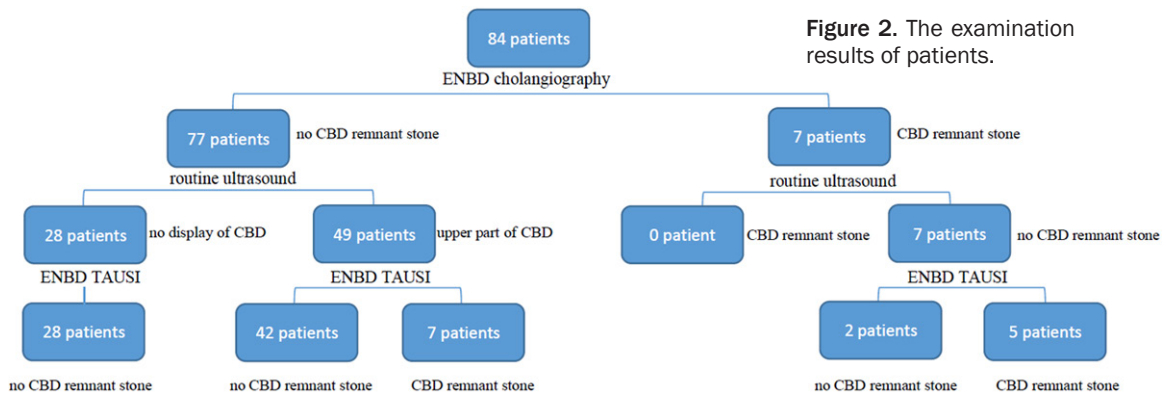 84 patients
Figure 2. The examination
results of patients.
ENBD cholangiography
77 patients
no CBD remnant stone
7 patients
CBD remnant stone
routine ultrasound
routine ultrasound
28 patients
no display of CBD
49 patients
upper part of CBD
0 patient
CBD remnant stone
7 patients
no CBD remnant stone
ENBD TAUSI
ENBD TAUSI
ENBD TAUSI
28 patients
42 patients
7 patients
2 patients
5 patients
no CBD remnant stone
no CBD remnant stone
CBD remnant stone
no CBD remnant stone
CBD remnant stone